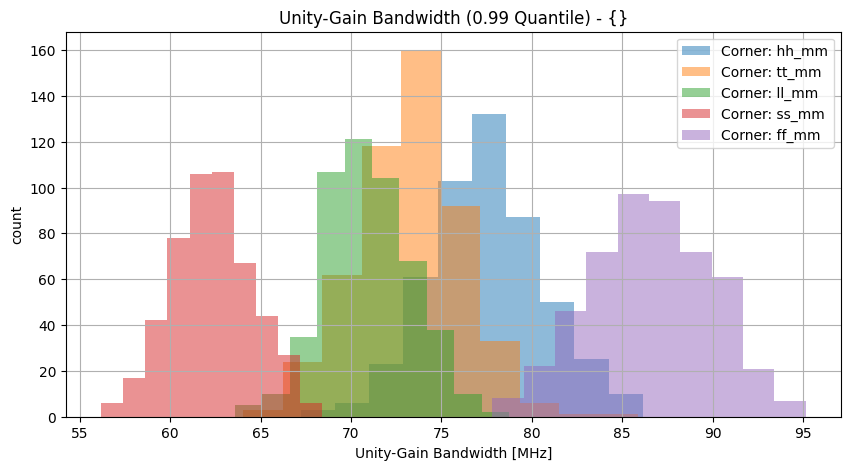 Unity-Gain Bandwidth (0.99 Quantile) - {}
160
140
120
100
80
60
40
20
0
count
Corner: hh_mm
Corner: tt_mm
Corner: ll_mm
Corner: ss_mm
Corner: ff_mm
55 60 65 70 75 80 85 90 95
Unity-Gain Bandwidth [MHz]